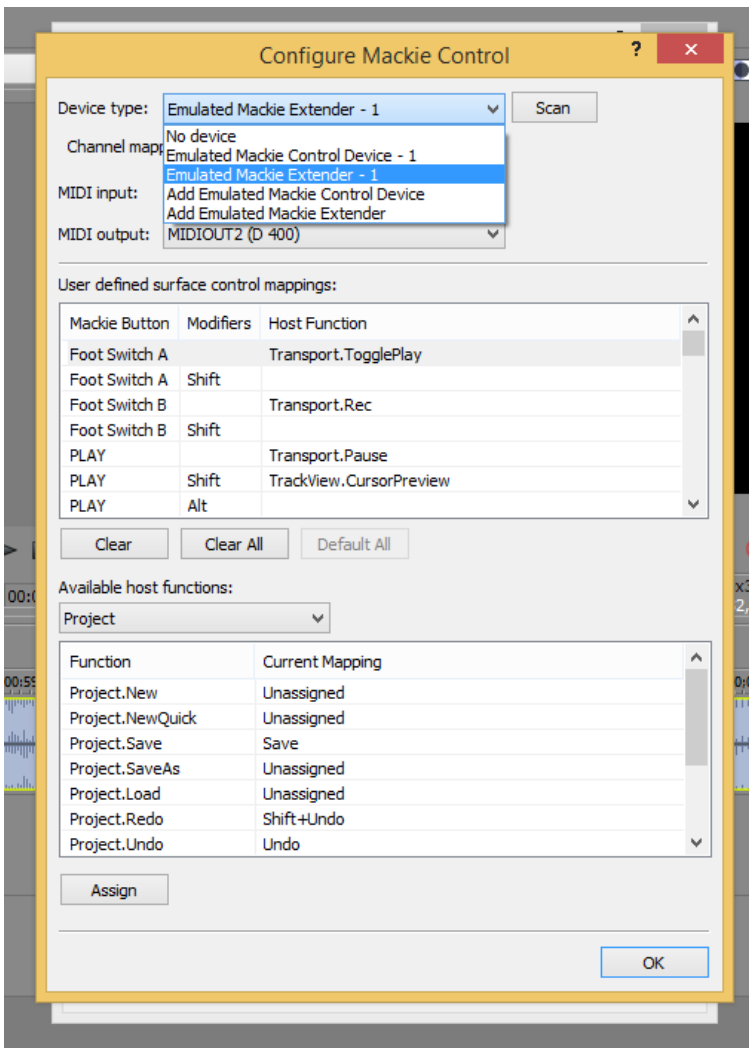 Configure Mackie Control
?
Device type: Emulated Mackie Extender - 1 Scan
No device
Channel mapp
Emulated Mackie Control Device - 1
Emulated Mackie Extender - 1
MIDI input: Add Emulated Mackie Control Device
Add Emulated Mackie Extender
MIDI output: MIDIOUT2 (D 400)
User defined surface control mappings:
Mackie Button Modifiers Host Function
Foot Switch A Transport.TogglePlay
Foot Switch A Shift
Foot Switch B Transport.Rec
Foot Switch B Shift
PLAY Transport.Pause
PLAY Shift TrackView.CursorPreview
PLAY Alt
Clear Clear All Default All
Available host functions:
00:0
Project
Function Current Mapping
00:59
Project.New Unassigned
Project.NewQuick Unassigned
Project.Save Save
Project.SaveAs Unassigned
Project.Load Unassigned
Project.Redo Shift+Undo
Project.Undo Undo
Assign
OK